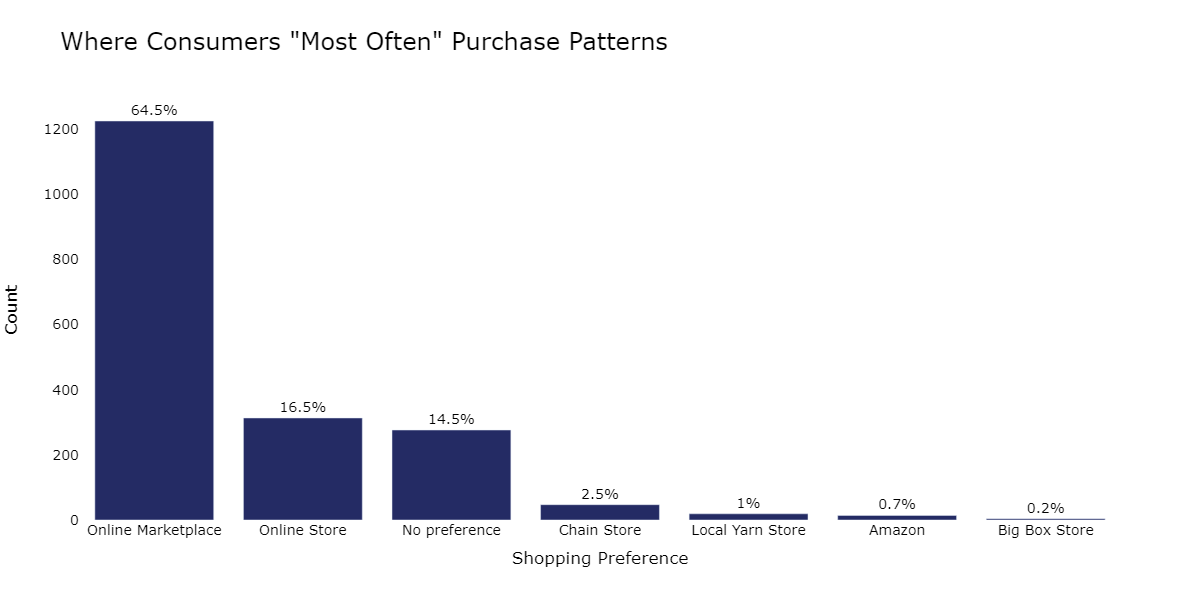 Where Consumers "Most Often" Purchase Patterns
64.5%
16.5%
14.5%
2.5%
1%
0.7%
0.2%
1200
1000
800
600
400
200
0
Count
Online Marketplace
Online Store
No preference
Chain Store
Local Yarn Store
Amazon
Big Box Store
Shopping Preference